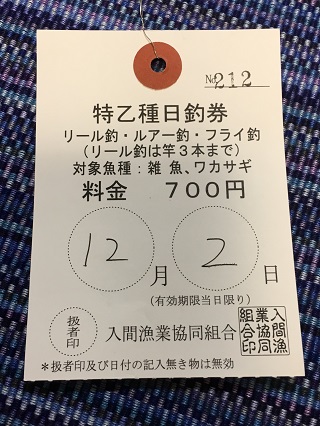 №212
特乙種日釣券
リール釣・ルアー釣・フライ釣
(リール釣は竿3本まで)
対象魚種:雑魚、ワカサギ
料金 700円
12月2日
(有効期限当日限り)
扱者印
入間漁業協同組合
入間漁業協同組合印
*扱者印及び日付の記入無き物は無効